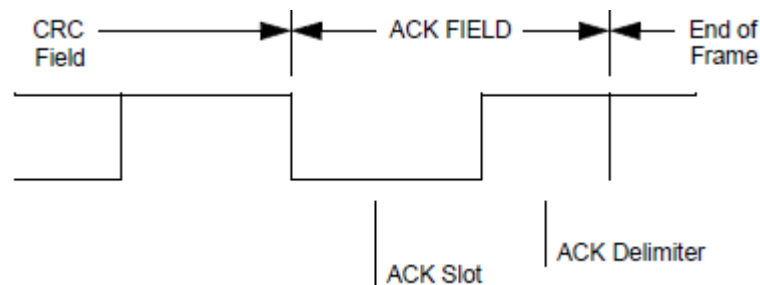 CRC
Field
ACK FIELD
End of
Frame
ACK Slot
ACK Delimiter